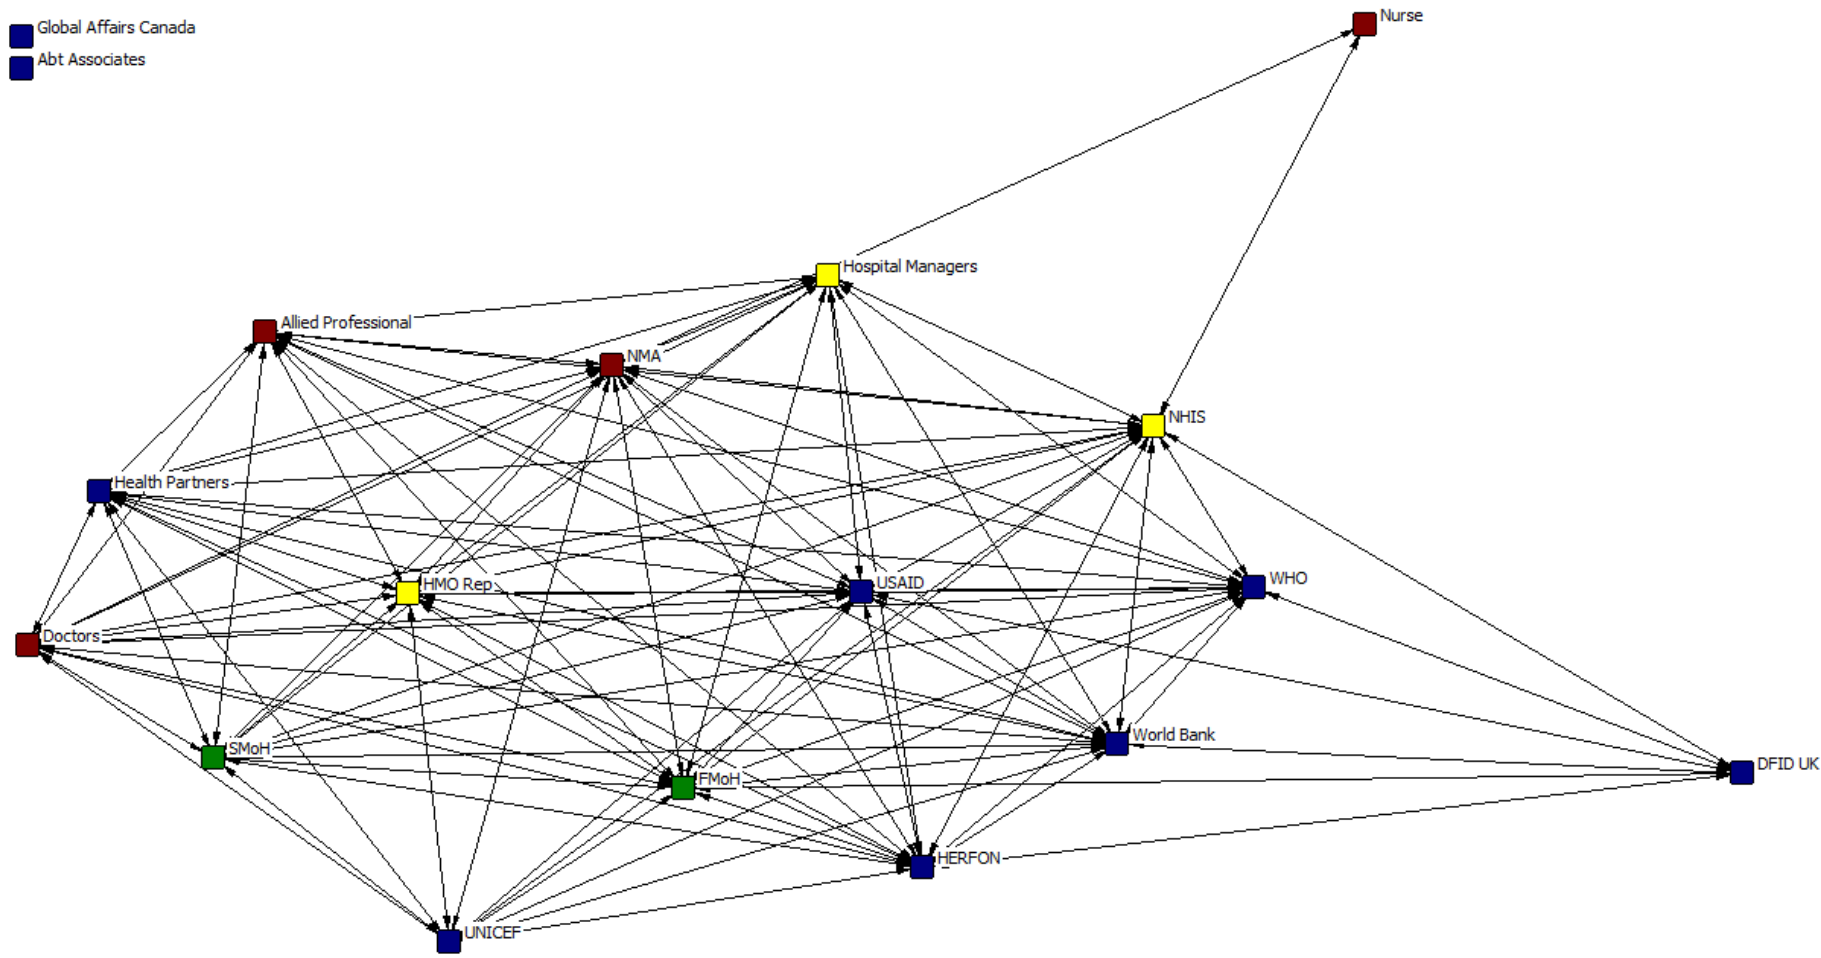 Global Affairs Canada
Abt Associates
Nurse
Hospital Managers
Allied Professional
NMA
NHIS
Health Partners
HMO Rep
USAID
WHO
Doctors
SMoH
FMoH
World Bank
DFID UK
HERFON
UNICEF